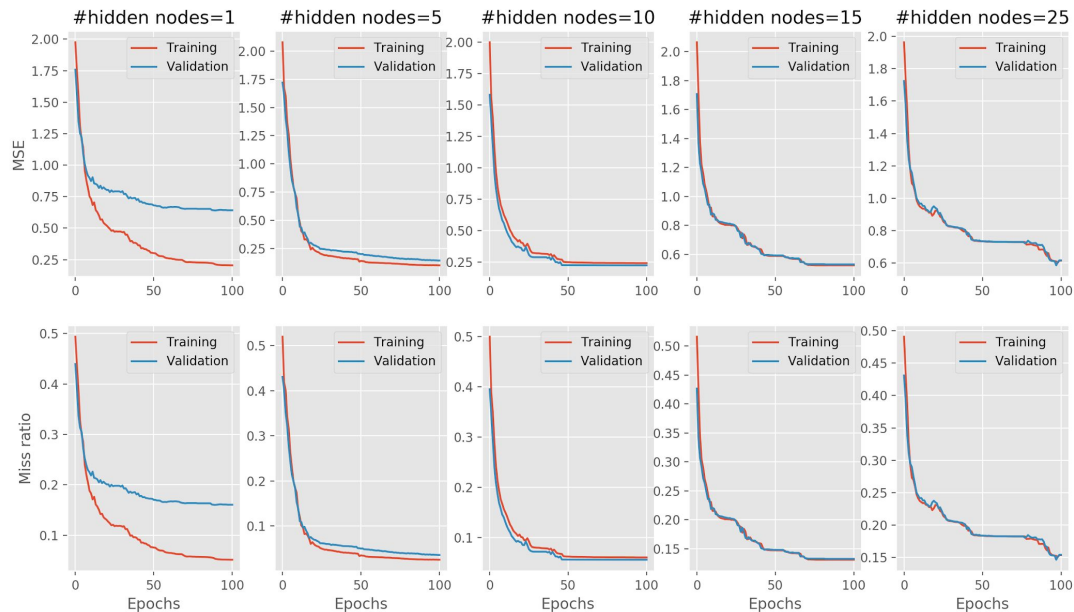 #hidden nodes=1 #hidden nodes=5 #hidden nodes=10 #hidden nodes=15 #hidden nodes=25
MSE
2.00
1.75
1.50
1.25
1.00
0.75
0.50
0.25
Training
Validation
0 50 100
2.00
1.75
1.50
1.25
1.00
0.75
0.50
0.25
Training
Validation
0 50 100
2.00
1.75
1.50
1.25
1.00
0.75
0.50
0.25
Training
Validation
0 50 100
2.0
1.8
1.6
1.4
1.2
1.0
0.8
0.6
Training
Validation
0 50 100
2.0
1.8
1.6
1.4
1.2
1.0
0.8
0.6
Training
Validation
0 50 100
Miss ratio
0.5
0.4
0.3
0.2
0.1
Training
Validation
0 50 100
Epochs
0.5
0.4
0.3
0.2
0.1
Training
Validation
0 50 100
Epochs
0.5
0.4
0.3
0.2
0.1
Training
Validation
0 50 100
Epochs
0.50
0.45
0.40
0.35
0.30
0.25
0.20
0.15
Training
Validation
0 50 100
Epochs
0.50
0.45
0.40
0.35
0.30
0.25
0.20
0.15
Training
Validation
0 50 100
Epochs